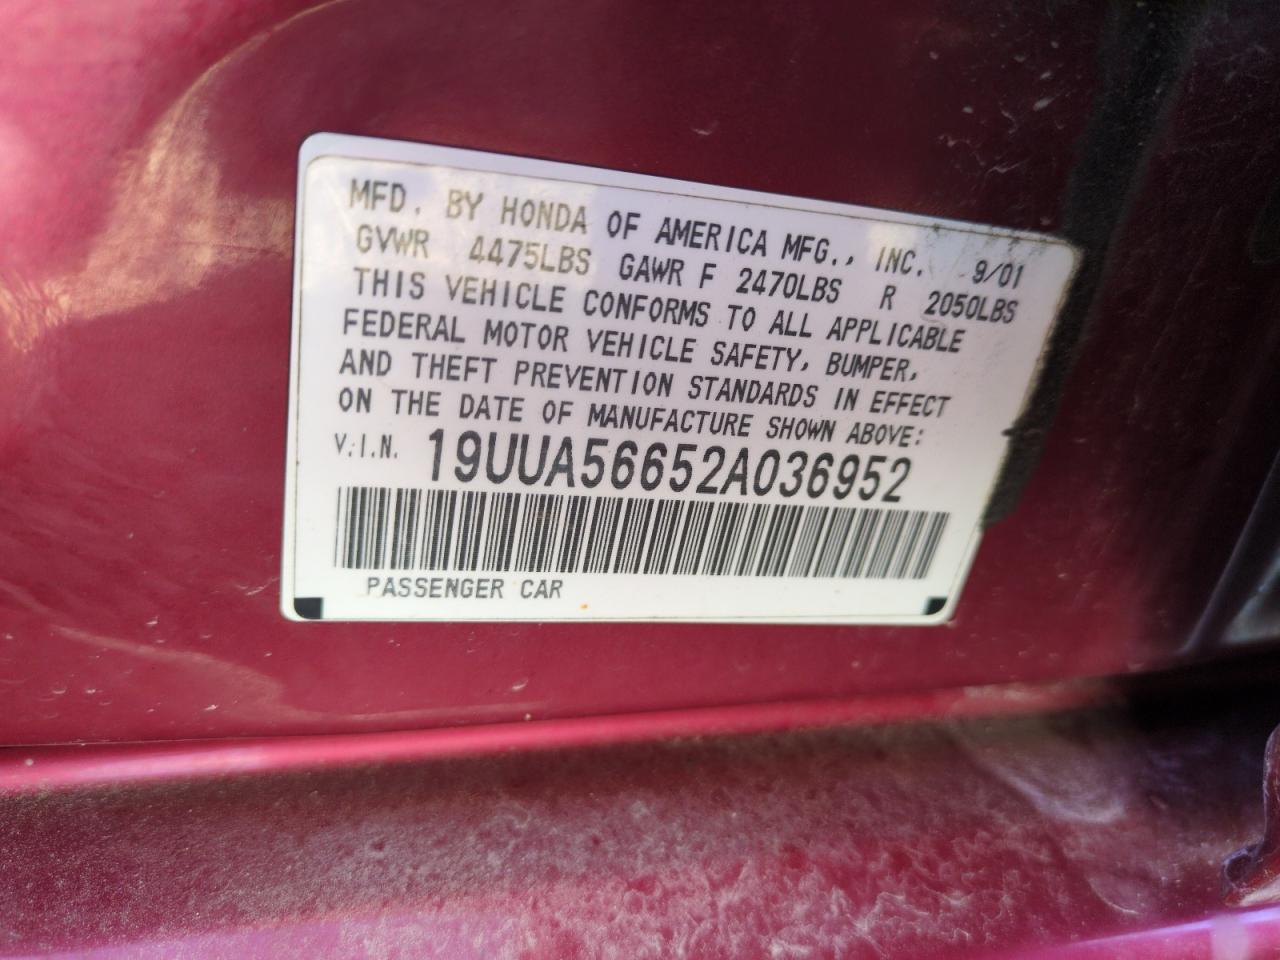 MFD. BY HONDA OF AMERICA MFG., INC. 9/01
GVWR 4475LBS GAWR F 2470LBS R 2050LBS
THIS VEHICLE CONFORMS TO ALL APPLICABLE
FEDERAL MOTOR VEHICLE SAFETY, BUMPER,
AND THEFT PREVENTION STANDARDS IN EFFECT
ON THE DATE OF MANUFACTURE SHOWN ABOVE:
V.I.N. 19UUA56652A036952
PASSENGER CAR